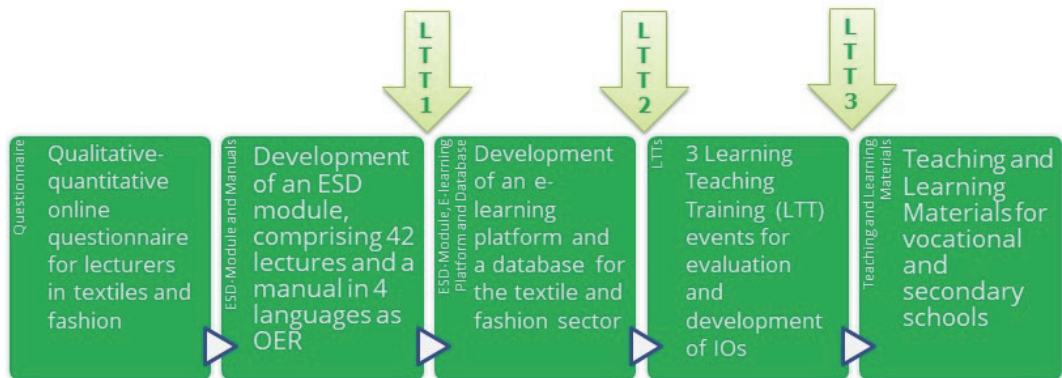 LTT1
LTT2
LTT3
Questionnaire
Qualitative-
quantitative
online
questionnaire
for lecturers
in textiles and
fashion
ESD-Module and Manuals
Development
of an ESD
module,
comprising 42
lectures and a
manual in 4
languages as
OER
ESD-Module, E-learning
Platform and Database
Development
of an e-
learning
platform and
a database for
the textile and
fashion sector
LTTs
3 Learning
Teaching
Training (LTT)
events for
evaluation
and
development
of IOs
Teaching and Learning
Materials
Teaching and
Learning
Materials for
vocational
and
secondary
schools